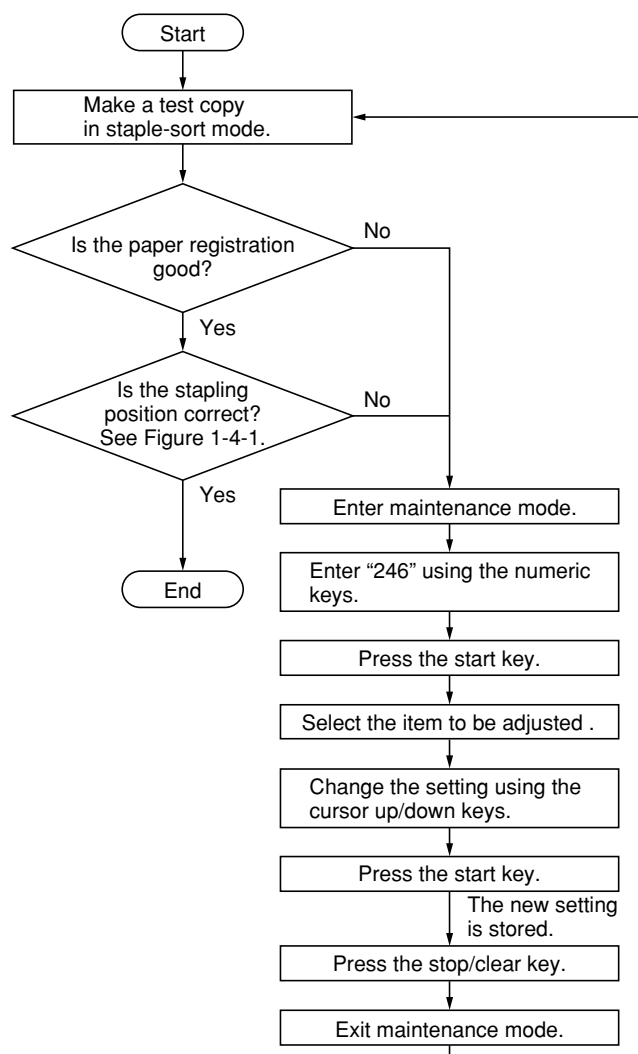 Start
Make a test copy
in staple-sort mode.
Is the paper registration
good?
No
Yes
Is the stapling
position correct?
See Figure 1-4-1.
No
Yes
End
Enter maintenance mode.
Enter “246” using the numeric
keys.
Press the start key.
Select the item to be adjusted .
Change the setting using the
cursor up/down keys.
Press the start key.
The new setting
is stored.
Press the stop/clear key.
Exit maintenance mode.